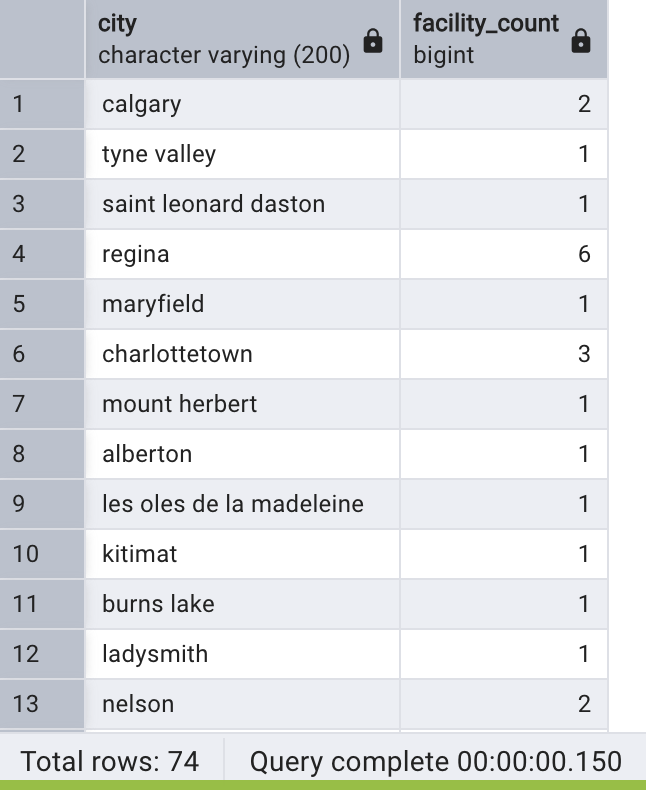 city facility_count
character varying (200) bigint
1 calgary 2
2 tyne valley 1
3 saint leonard daston 1
4 regina 6
5 maryfield 1
6 charlottetown 3
7 mount herbert 1
8 alberton 1
9 les oles de la madeleine 1
10 kitimat 1
11 burns lake 1
12 ladysmith 1
13 nelson 2
Total rows: 74 Query complete 00:00:00.150